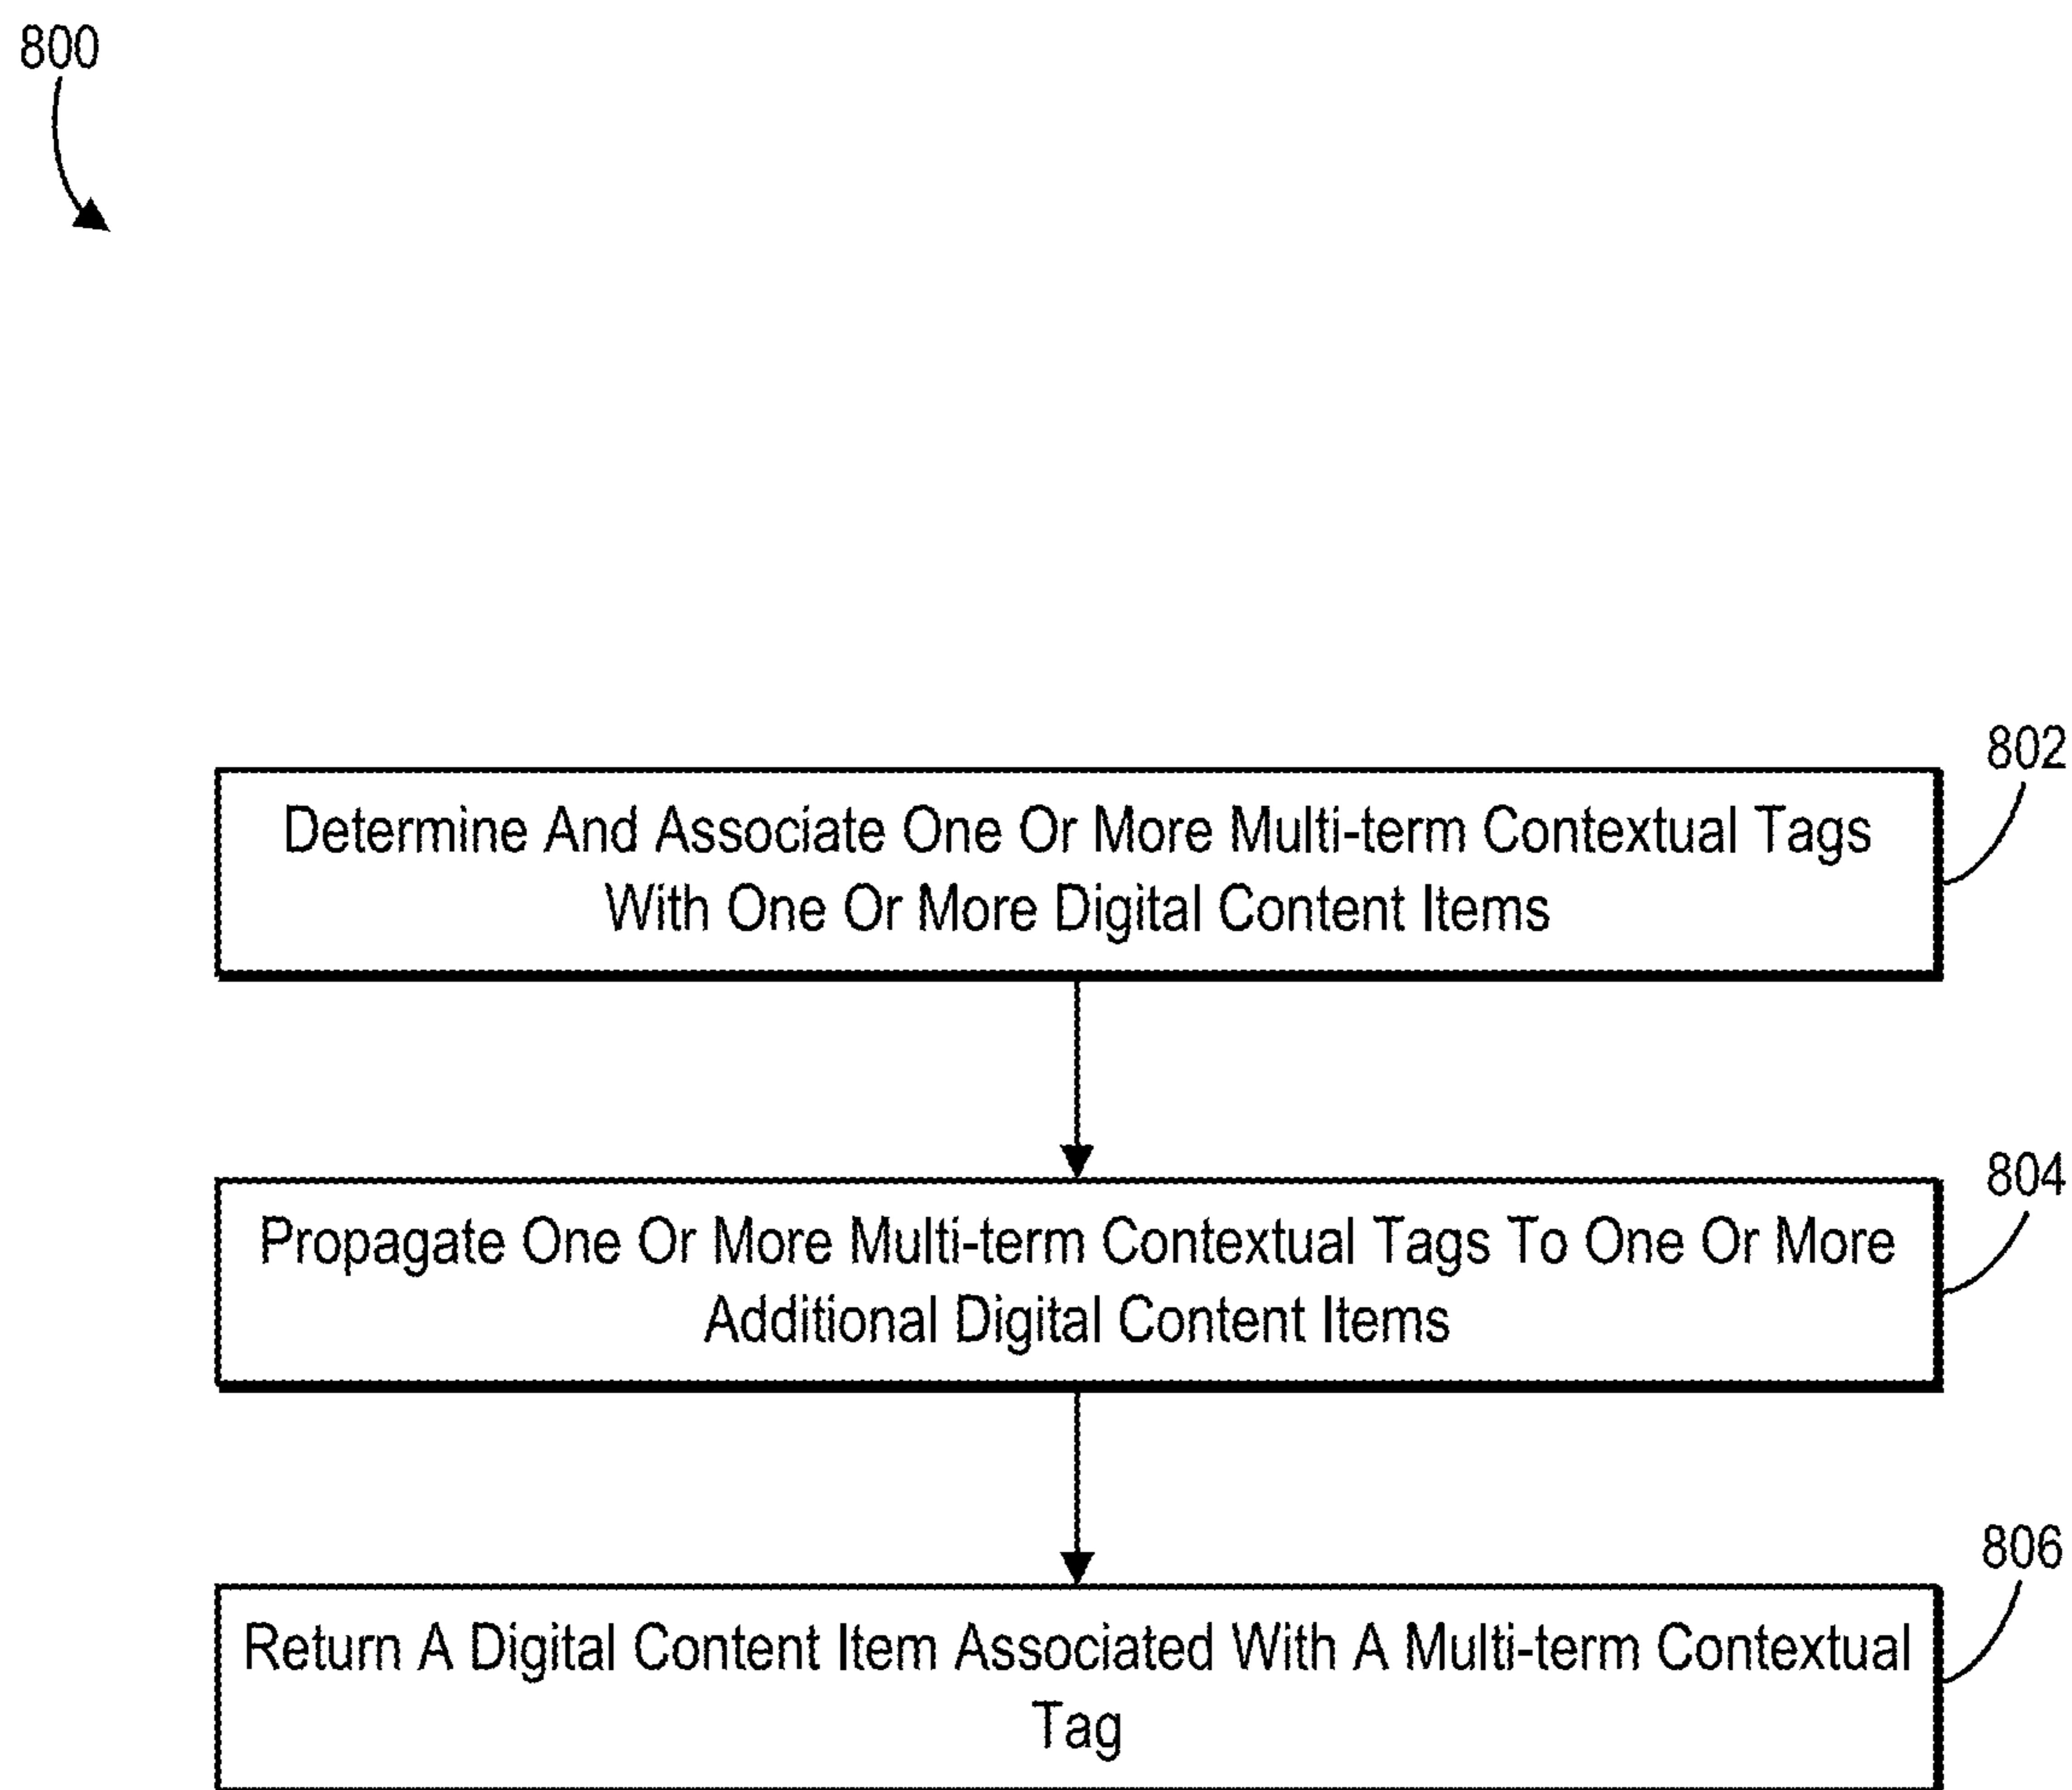 800
802
Determine And Associate One Or More Multi-term Contextual Tags
With One Or More Digital Content Items
804
Propagate One Or More Multi-term Contextual Tags To One Or More
Additional Digital Content Items
806
Return A Digital Content Item Associated With A Multi-term Contextual
Tag